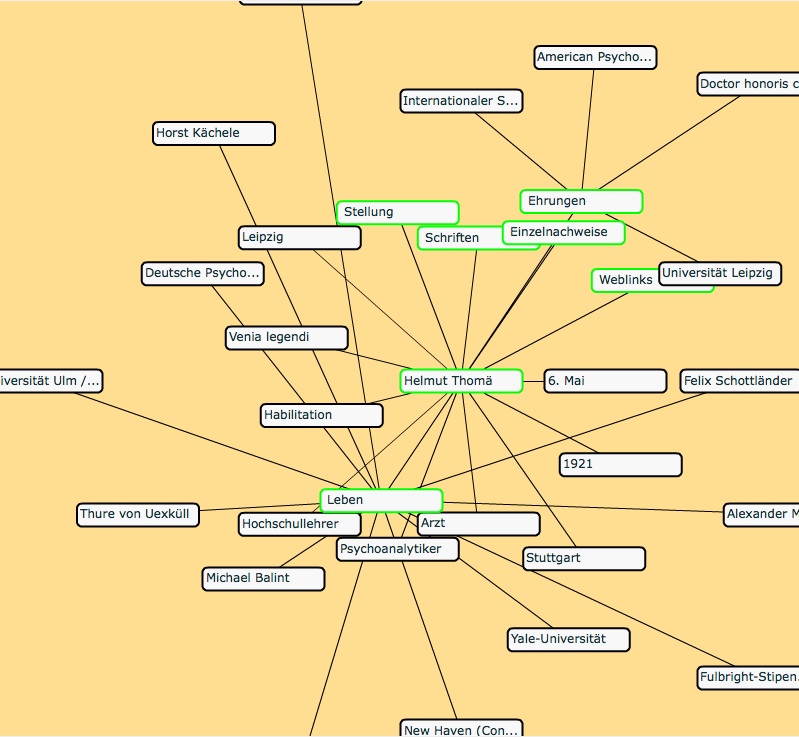 American Psycho...
Doctor honoris c
Internationaler S...
Horst Kächele
Ehrungen
Stellung
Einzelnachweise
Leipzig
Schriften
Deutsche Psycho...
Weblinks
Universität Leipzig
Venia legendi
iversität Ulm /...
Helmut Thomä
6. Mai
Felix Schottländer
Habilitation
1921
Leben
Thure von Uexküll
Hochschullehrer
Arzt
Alexander M
Psychoanalytiker
Stuttgart
Michael Balint
Yale-Universität
Fulbright-Stipen.
New Haven (Con...